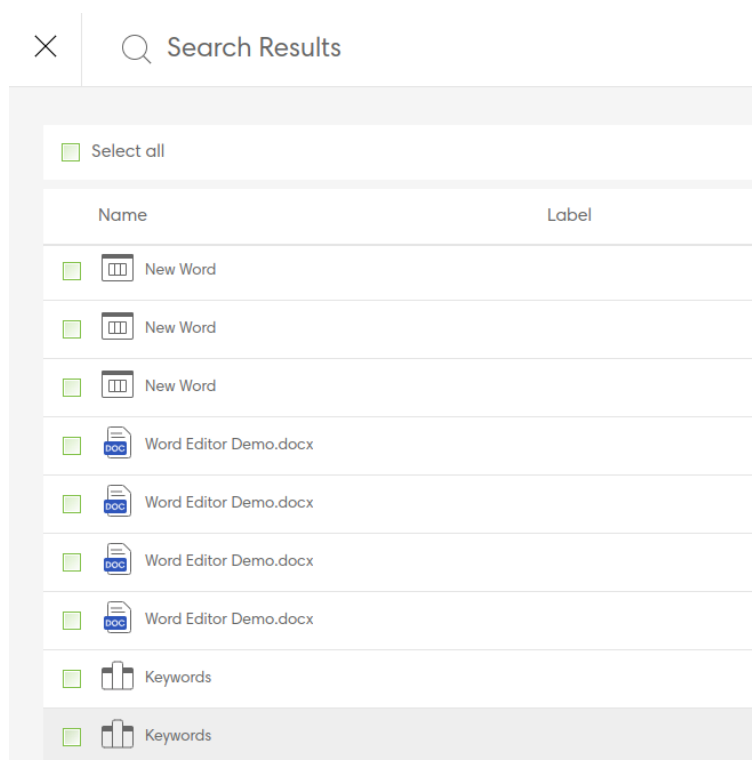 Search Results
Select all
Name Label
New Word
New Word
New Word
DOC Word Editor Demo.docx
DOC Word Editor Demo.docx
DOC Word Editor Demo.docx
DOC Word Editor Demo.docx
Keywords
Keywords